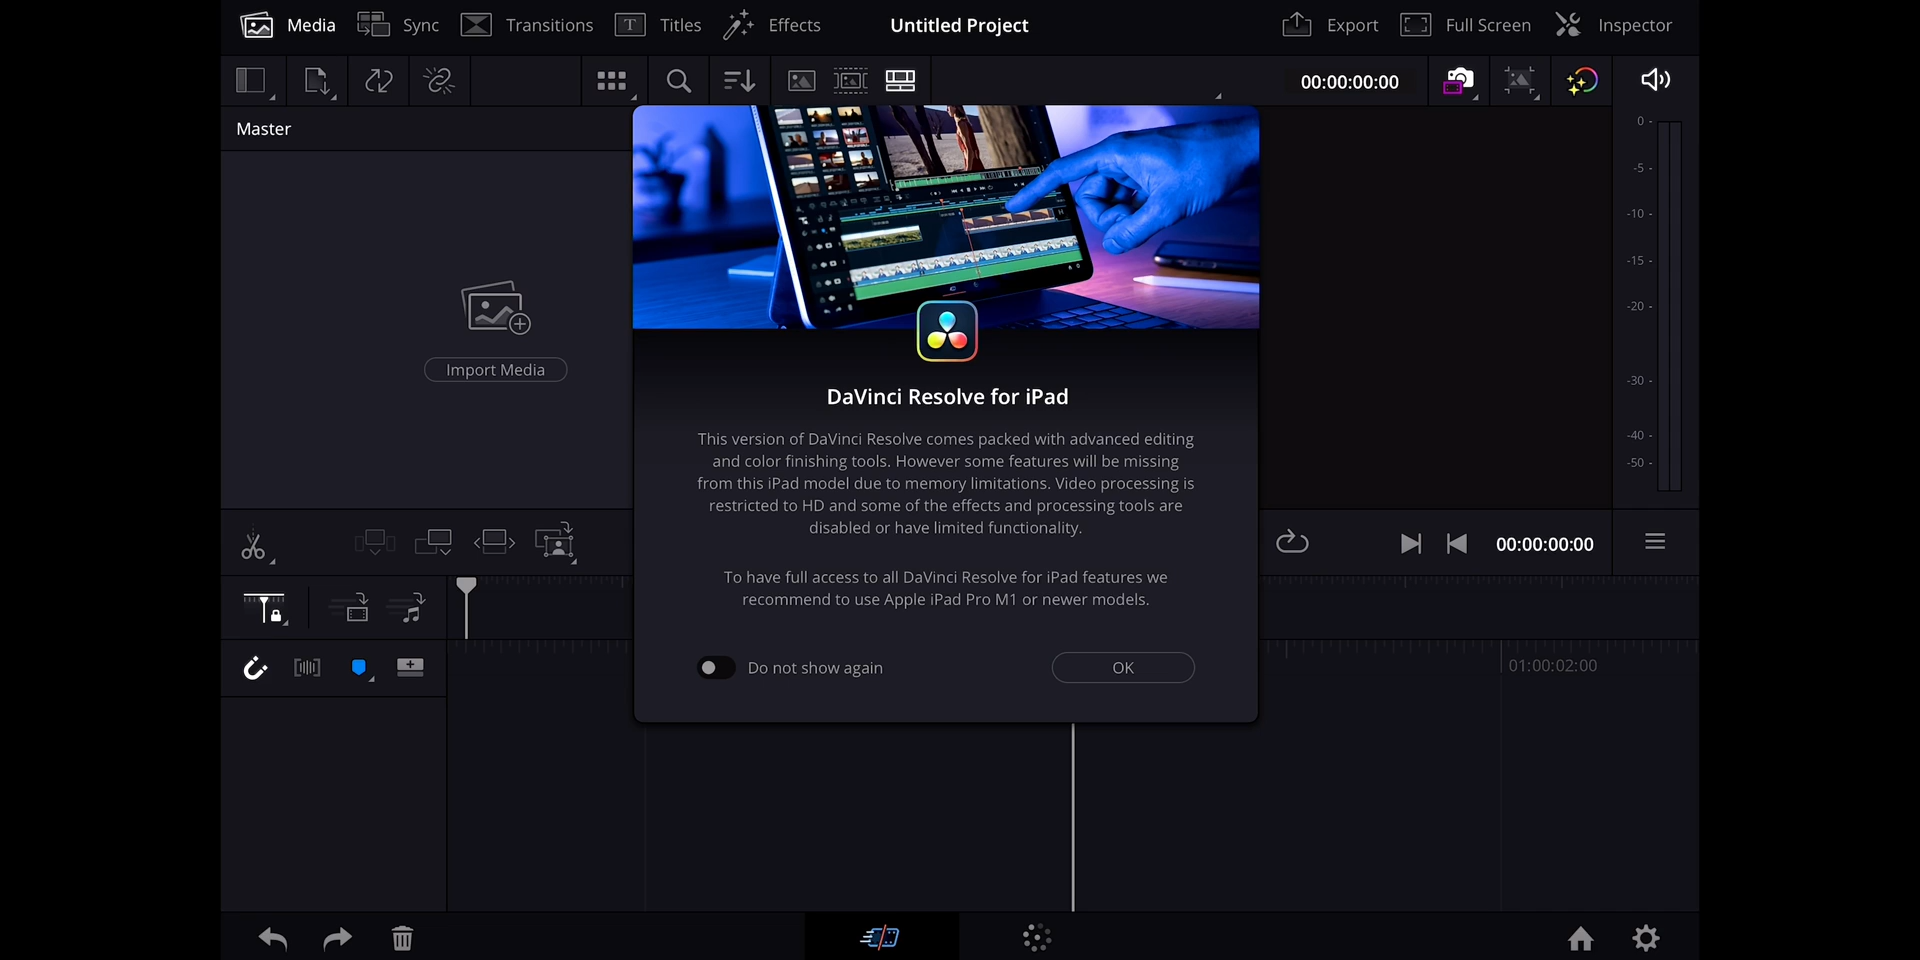 Media
Sync
Transitions
T
Titles
Effects
Untitled Project
Export
Full Screen
Inspector
00:00:00:00
Master
0
-5
-10
-15
-20
-30
-40
-50
Import Media
DaVinci Resolve for iPad
This version of DaVinci Resolve comes packed with advanced editing
and color finishing tools. However some features will be missing
from this iPad model due to memory limitations. Video processing is
restricted to HD and some of the effects and processing tools are
disabled or have limited functionality.
To have full access to all DaVinci Resolve for iPad features we
recommend to use Apple iPad Pro M1 or newer models.
Do not show again
OK
00:00:00:00
01:00:02:00